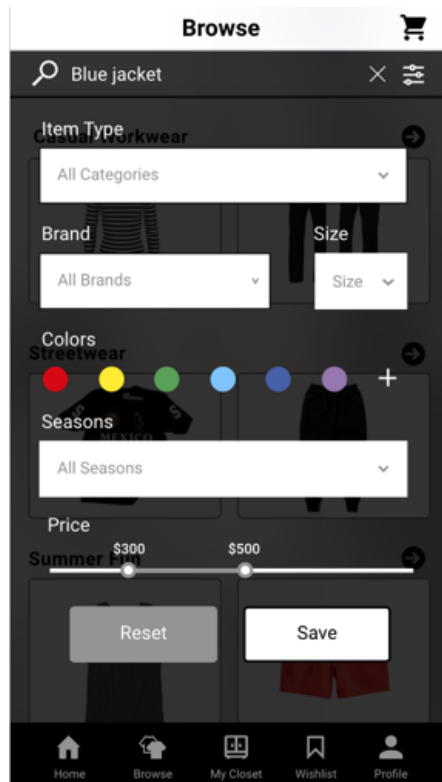 Browse
Blue jacket
Casual Workwear
Item Type
All Categories
Brand
Size
All Brands
Size
Colors
Streetwear
MEXICO
Seasons
All Seasons
Price
$300
$500
Summer Fun
Reset
Save
Home
Browse
My Closet
Wishlist
Profile